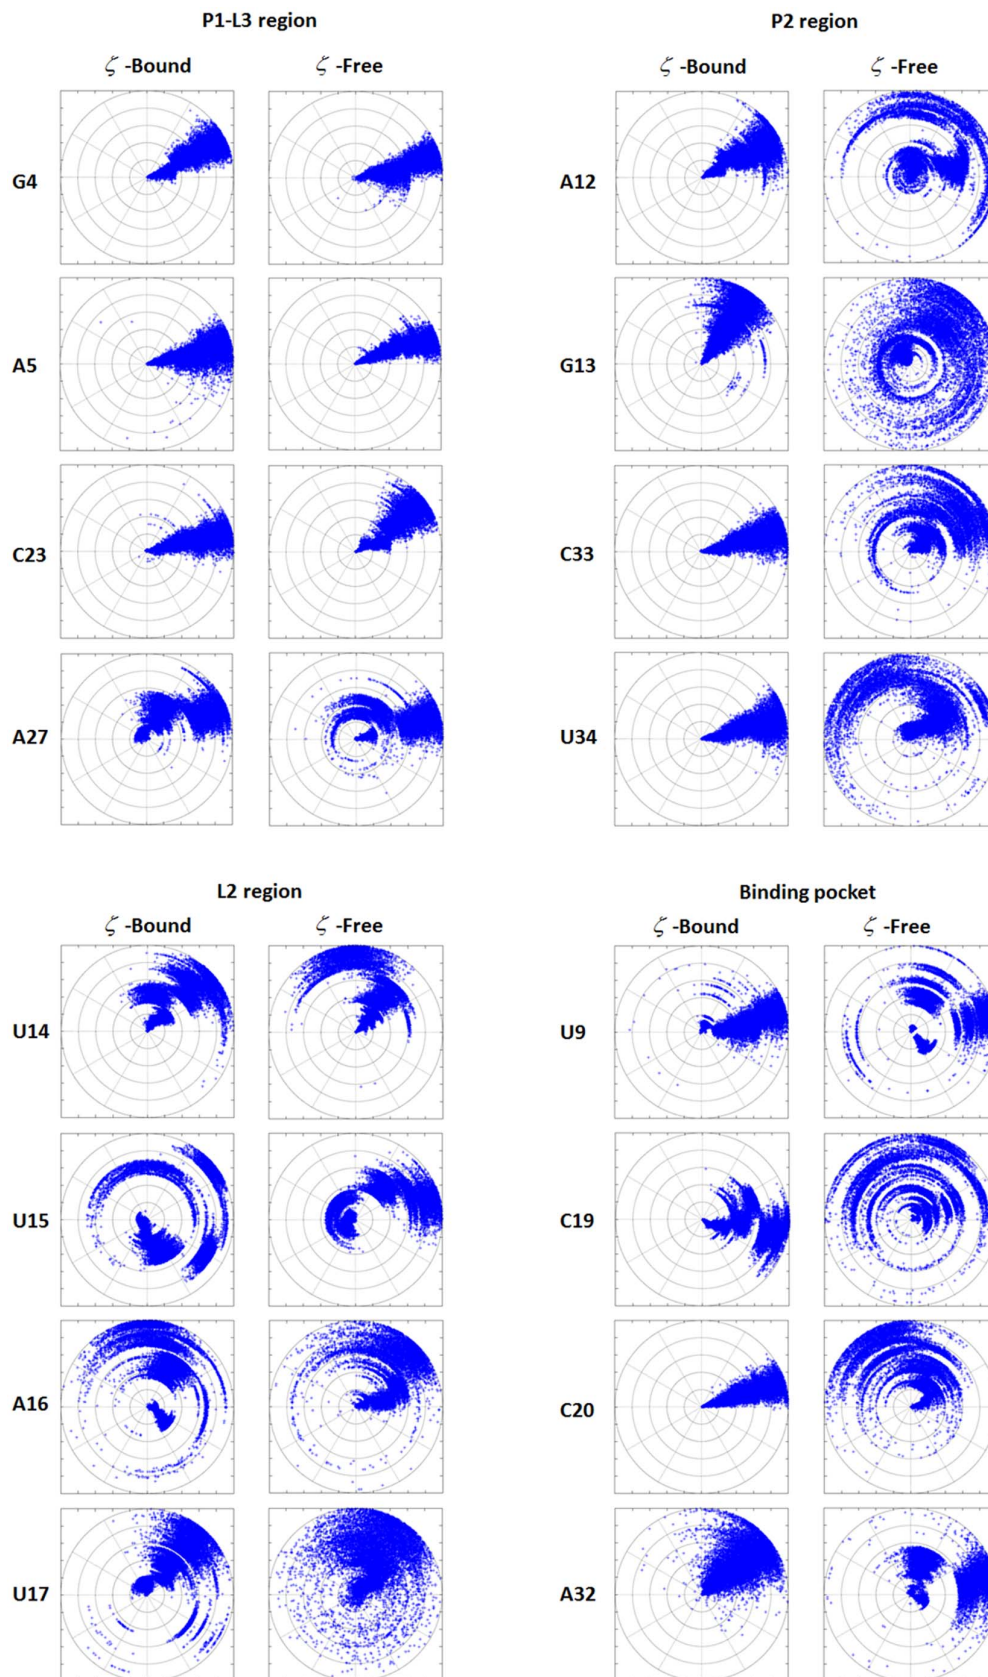 P1-L3 region
ζ -Bound ζ -Free
G4
A5
C23
A27
P2 region
ζ -Bound ζ -Free
A12
G13
C33
U34
L2 region
ζ -Bound ζ -Free
U14
U15
A16
U17
Binding pocket
ζ -Bound ζ -Free
U9
C19
C20
A32